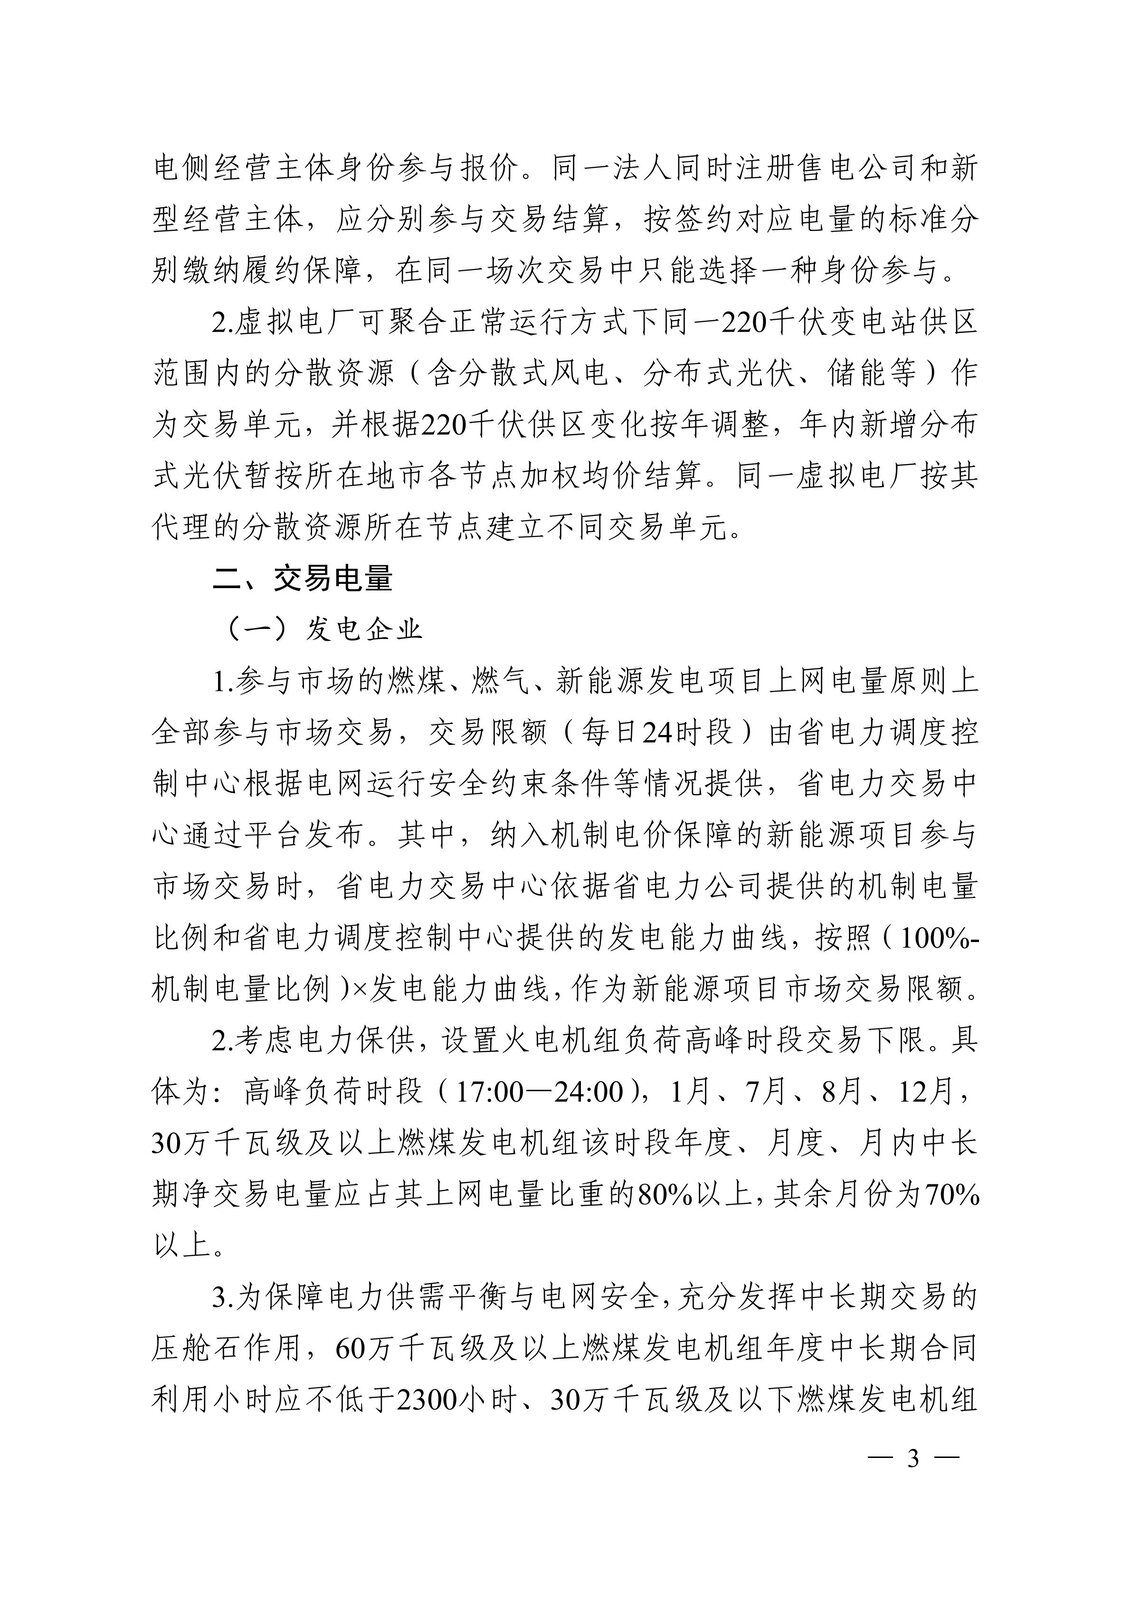 电侧经营主体身份参与报价。同一法人同时注册售电公司和新
型经营主体，应分别参与交易结算，按签约对应电量的标准分
别缴纳履约保障，在同一场次交易中只能选择一种身份参与。
2.虚拟电厂可聚合正常运行方式下同一220千伏变电站供区
范围内的分散资源（含分散式风电、分布式光伏、储能等）作
为交易单元，并根据220千伏供区变化按年调整，年内新增分布
式光伏暂按所在地市各节点加权均价结算。同一虚拟电厂按其
代理的分散资源所在节点建立不同交易单元。
二、交易电量
（一）发电企业
1.参与市场的燃煤、燃气、新能源发电项目上网电量原则上
全部参与市场交易，交易限额（每日24时段）由省电力调度控
制中心根据电网运行安全约束条件等情况提供，省电力交易中
心通过平台发布。其中，纳入机制电价保障的新能源项目参与
市场交易时，省电力交易中心依据省电力公司提供的机制电量
比例和省电力调度控制中心提供的发电能力曲线，按照（100%-
机制电量比例）×发电能力曲线，作为新能源项目市场交易限额。
2.考虑电力保供，设置火电机组负荷高峰时段交易下限。具
体为：高峰负荷时段（17:00—24:00），1月、7月、8月、12月，
30万千瓦级及以上燃煤发电机组该时段年度、月度、月内中长
期净交易电量应占其上网电量比重的80%以上，其余月份为70%
以上。
3.为保障电力供需平衡与电网安全，充分发挥中长期交易的
压舱石作用，60万千瓦级及以上燃煤发电机组年度中长期合同
利用小时应不低于2300小时、30万千瓦级及以下燃煤发电机组
— 3 —